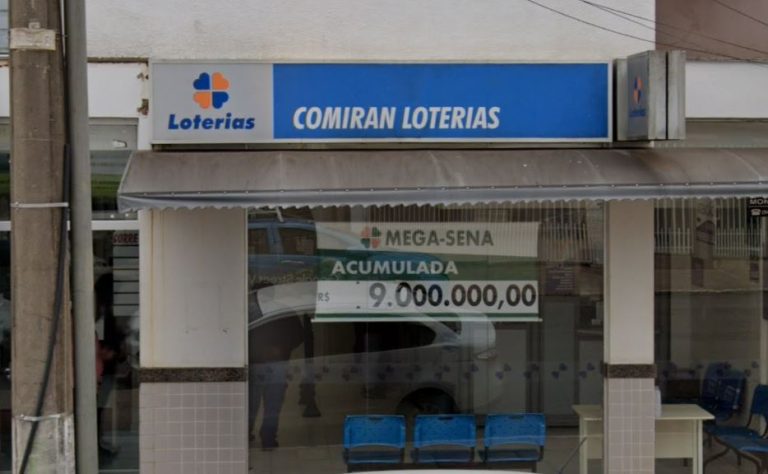 Loterias
COMIRAN LOTERIAS
MEGA-SENA
ACUMULADA
R$ 9.000.000,00